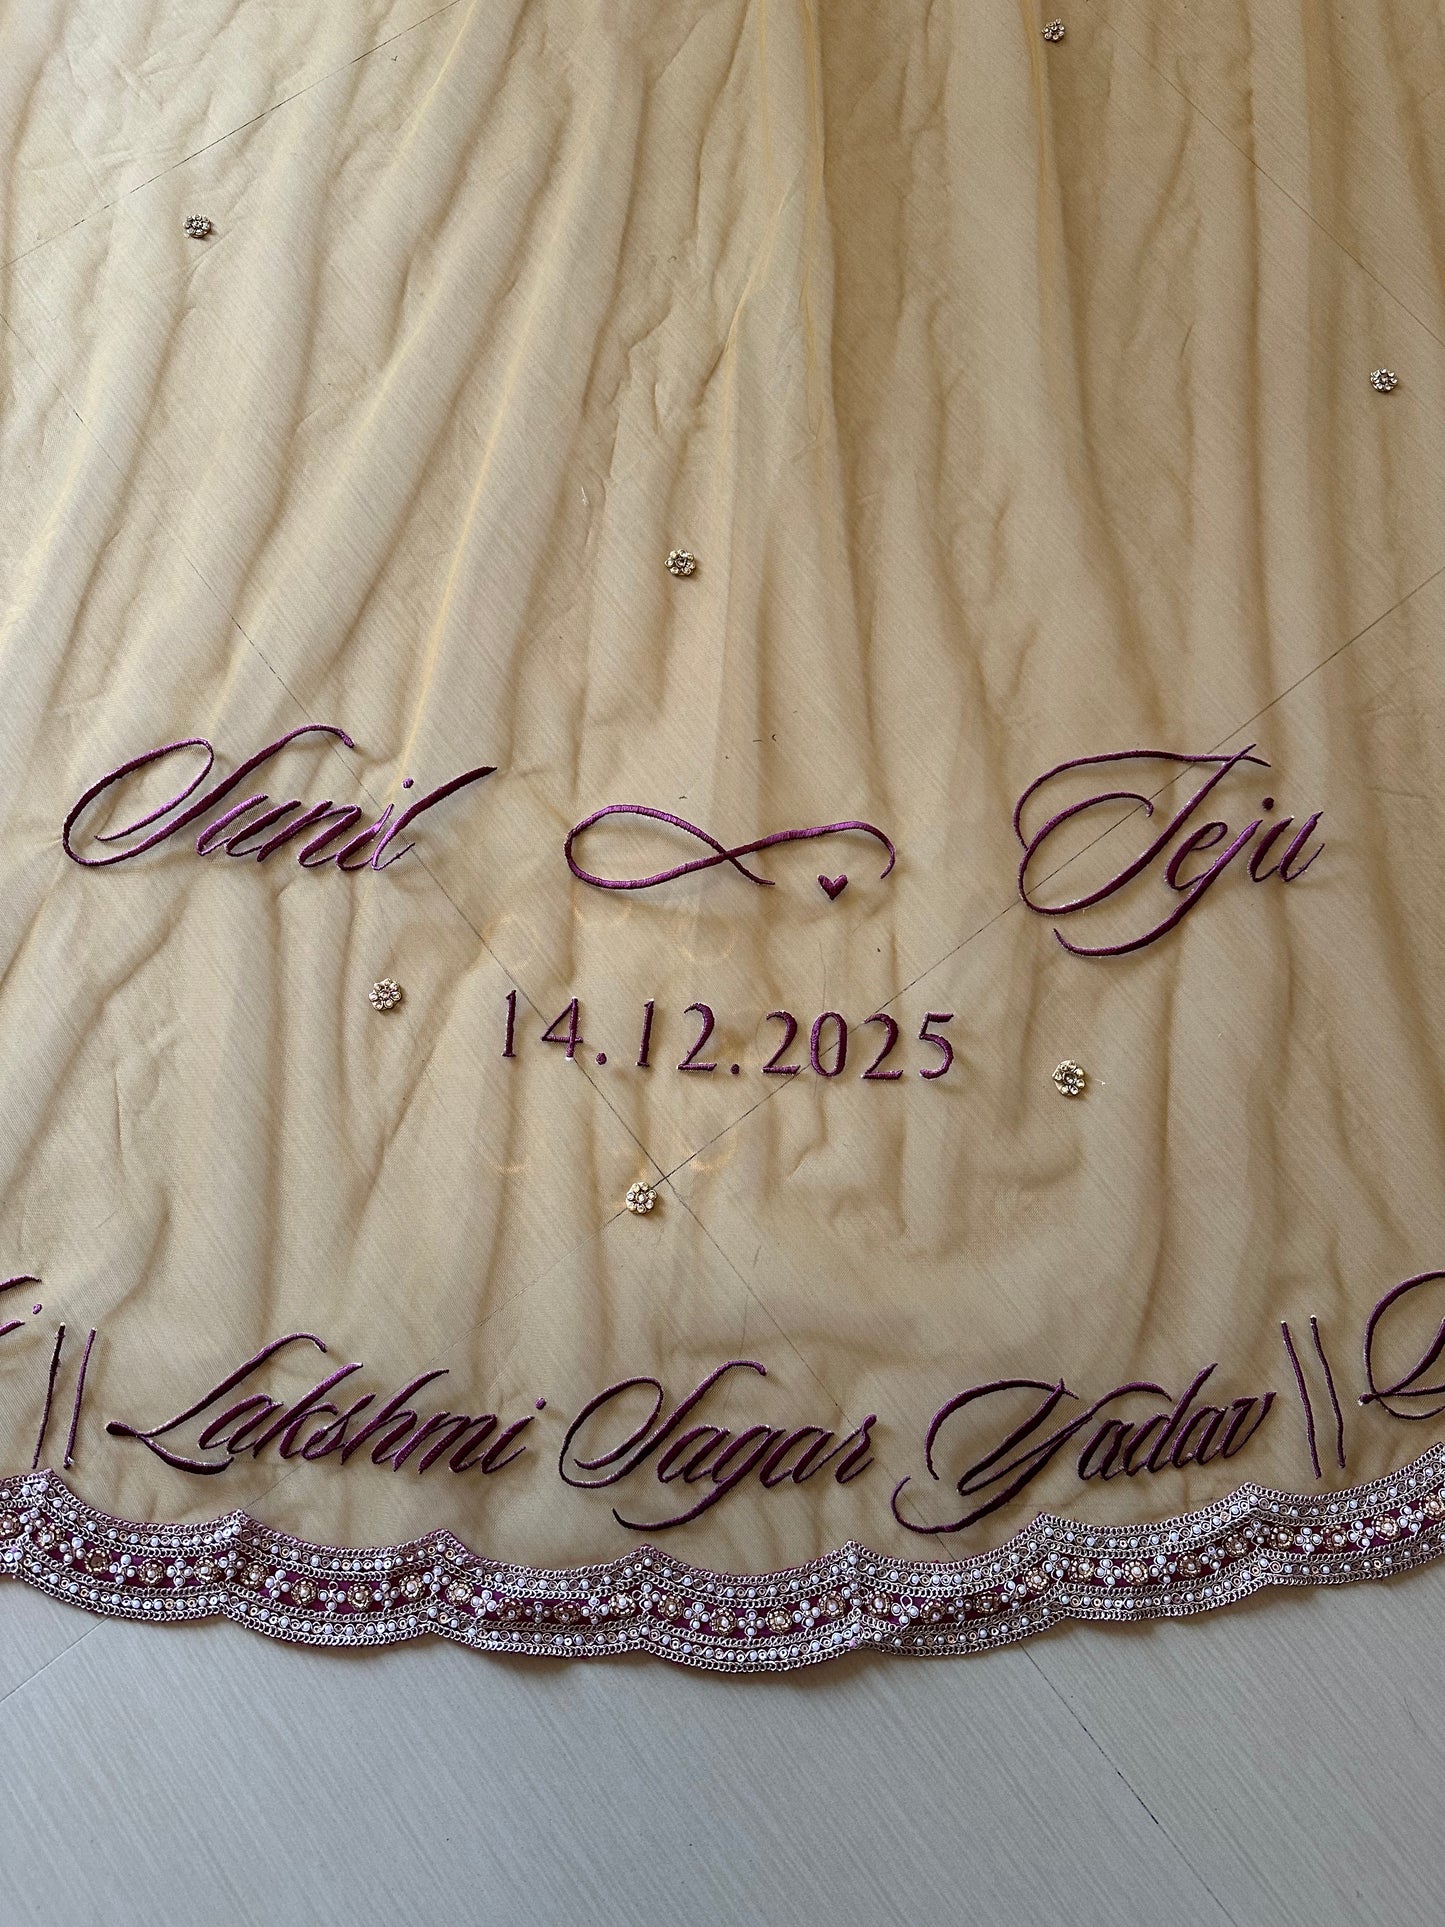 Sunil Teju
14.12.2025
|| Lakshmi Sagar Yadav ||